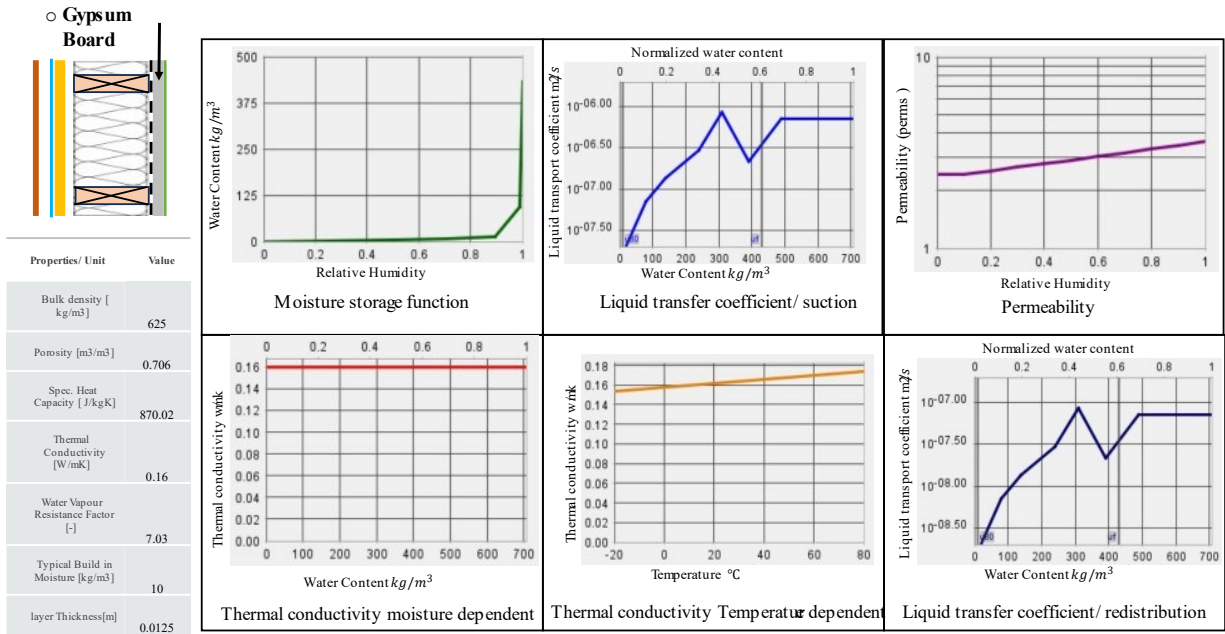 ○ Gypsum
Board
Properties/ Unit Value
Bulk density [
kg/m3]
625
Porosity [m3/m3]
0.706
Spec. Heat
Capacity [ J/kgK]
870.02
Thermal
Conductivity
[W/mK]
0.16
Water Vapour
Resistance Factor
[-]
7.03
Typical Build in
Moisture [kg/m3]
10
layer Thickness[m]
0.0125
Water Content kg/m³
500
375
250
125
0
0 0.2 0.4 0.6 0.8 1
Relative Humidity
Moisture storage function
Normalized water content
0 0.2 0.4 0.6 0.8 1
Liquid transport coefficient m2/s
10-06.00
10-06.50
10-07.00
10-07.50
uf
0 100 200 300 400 500 600 700
Water Content kg/m³
Liquid transfer coefficient/ suction
Permeability (perms )
10
1
0 0.2 0.4 0.6 0.8 1
Relative Humidity
Permeability
0 0.2 0.4 0.6 0.8 1
Thermal conductivity w/mk
0.16
0.14
0.12
0.10
0.08
0.06
0.04
0.02
0.00
0 100 200 300 400 500 600 700
Water Content kg/m³
Thermal conductivity moisture dependent
Thermal conductivity w/mk
0.18
0.16
0.14
0.12
0.10
0.08
0.06
0.04
0.02
0.00
-20 0 20 40 60 80
Temperature °C
Thermal conductivity Temperature dependent
Normalized water content
0 0.2 0.4 0.6 0.8 1
Liquid transport coefficient m2/s
10-07.00
10-07.50
10-08.00
10-08.50
uf
0 100 200 300 400 500 600 700
Water Content kg/m³
Liquid transfer coefficient/ redistribution